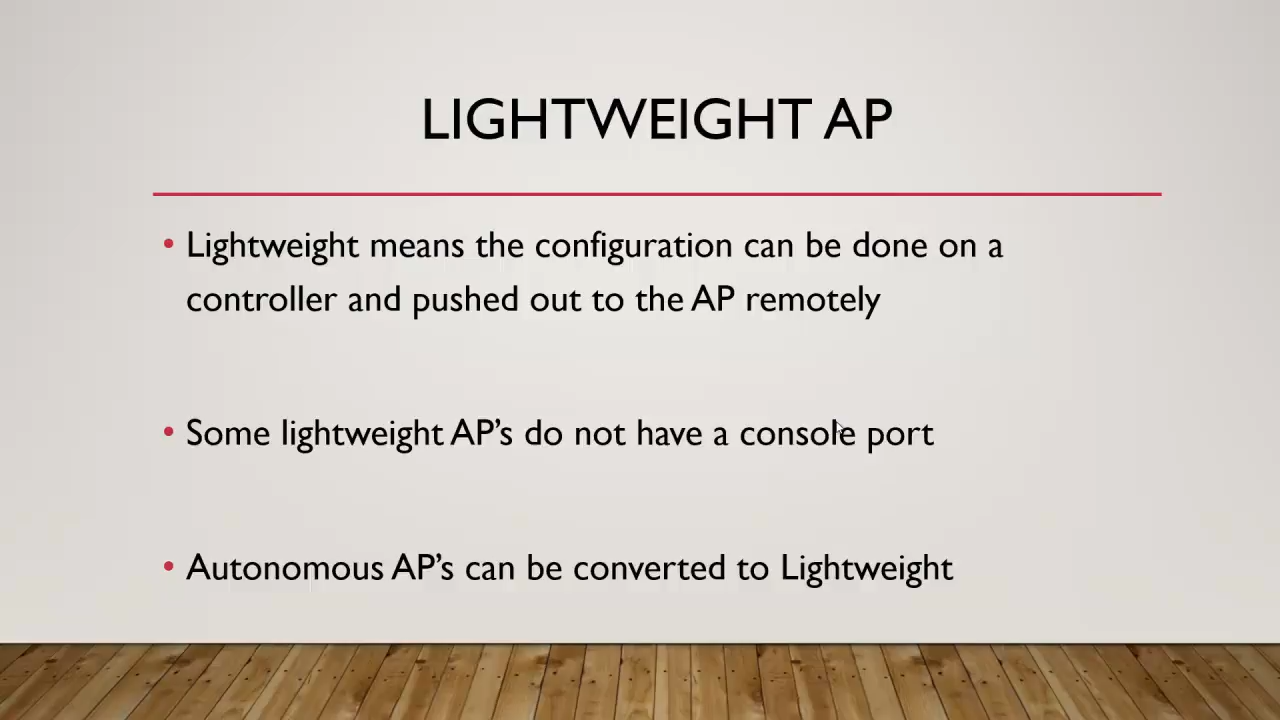 LIGHTWEIGHT AP
• Lightweight means the configuration can be done on a
controller and pushed out to the AP remotely
• Some lightweight AP’s do not have a console port
• Autonomous AP’s can be converted to Lightweight